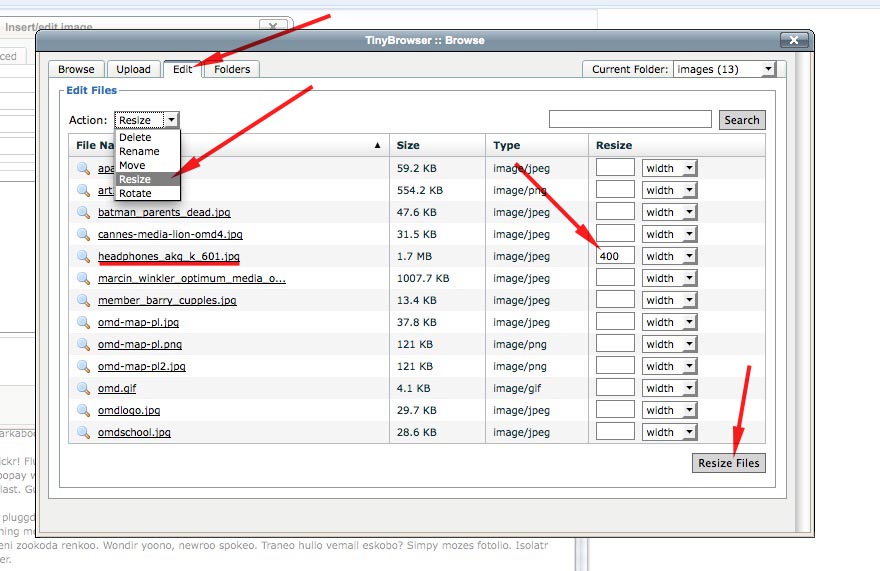 Insert/edit image
TinyBrowser :: Browse
ced
Browse Upload Edit Folders Current Folder: images (13)
Edit Files
Action: Resize Search
Delete
Rename
Move
Resize
Rotate
File Na Size Type Resize
apa 59.2 KB image/jpeg width
art 554.2 KB image/png width
batman_parents_dead.jpg 47.6 KB image/jpeg width
cannes-media-lion-omd4.jpg 31.5 KB image/jpeg width
headphones_akg_k_601.jpg 1.7 MB image/jpeg 400 width
marcin_winkler_optimum_media_o... 1007.7 KB image/jpeg width
member_barry_cupples.jpg 13.4 KB image/jpeg width
omd-map-pl.jpg 37.8 KB image/jpeg width
omd-map-pl.png 121 KB image/png width
omd-map-pl2.jpg 121 KB image/png width
omd.gif 4.1 KB image/gif width
omdlogo.jpg 29.7 KB image/jpeg width
omdschool.jpg 28.6 KB image/jpeg width
Resize Files
arkaboo
ickr! Flu
oopay w
last. Gu
pluggd
ning mo
eni zookoda renkoo. Wondir yoono, newroo spokeo. Traneo hulio vemail eskobo? Simpy mozes fotolio. Isolatr
er.